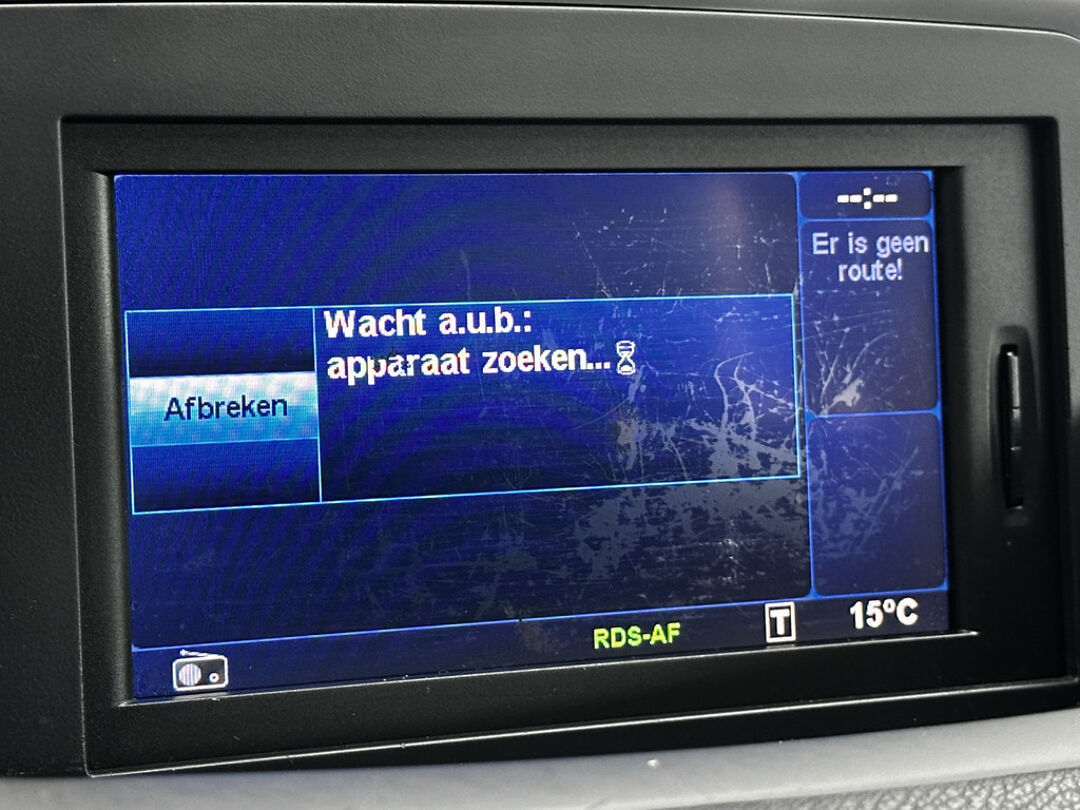 --:--
Er is geen
route!
Wacht a.u.b.:
apparaat zoeken...
Afbreken
RDS-AF
T
15°C